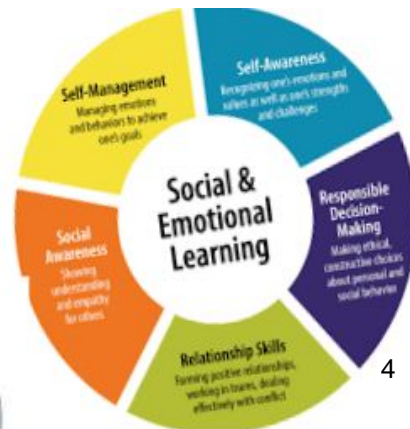 Self-Management
Managing emotions
and behaviors to achieve
one's goals
Self-Awareness
Recognizing one's emotions and
values as well as one's strengths
and challenges
Social &
Emotional
Learning
Responsible
Decision-
Making
Making ethical,
constructive choices
about personal and
social behavior
Social
Awareness
Showing
understanding
and empathy
for others
Relationship Skills
Forming positive relationships,
working in teams, dealing
effectively with conflict
4